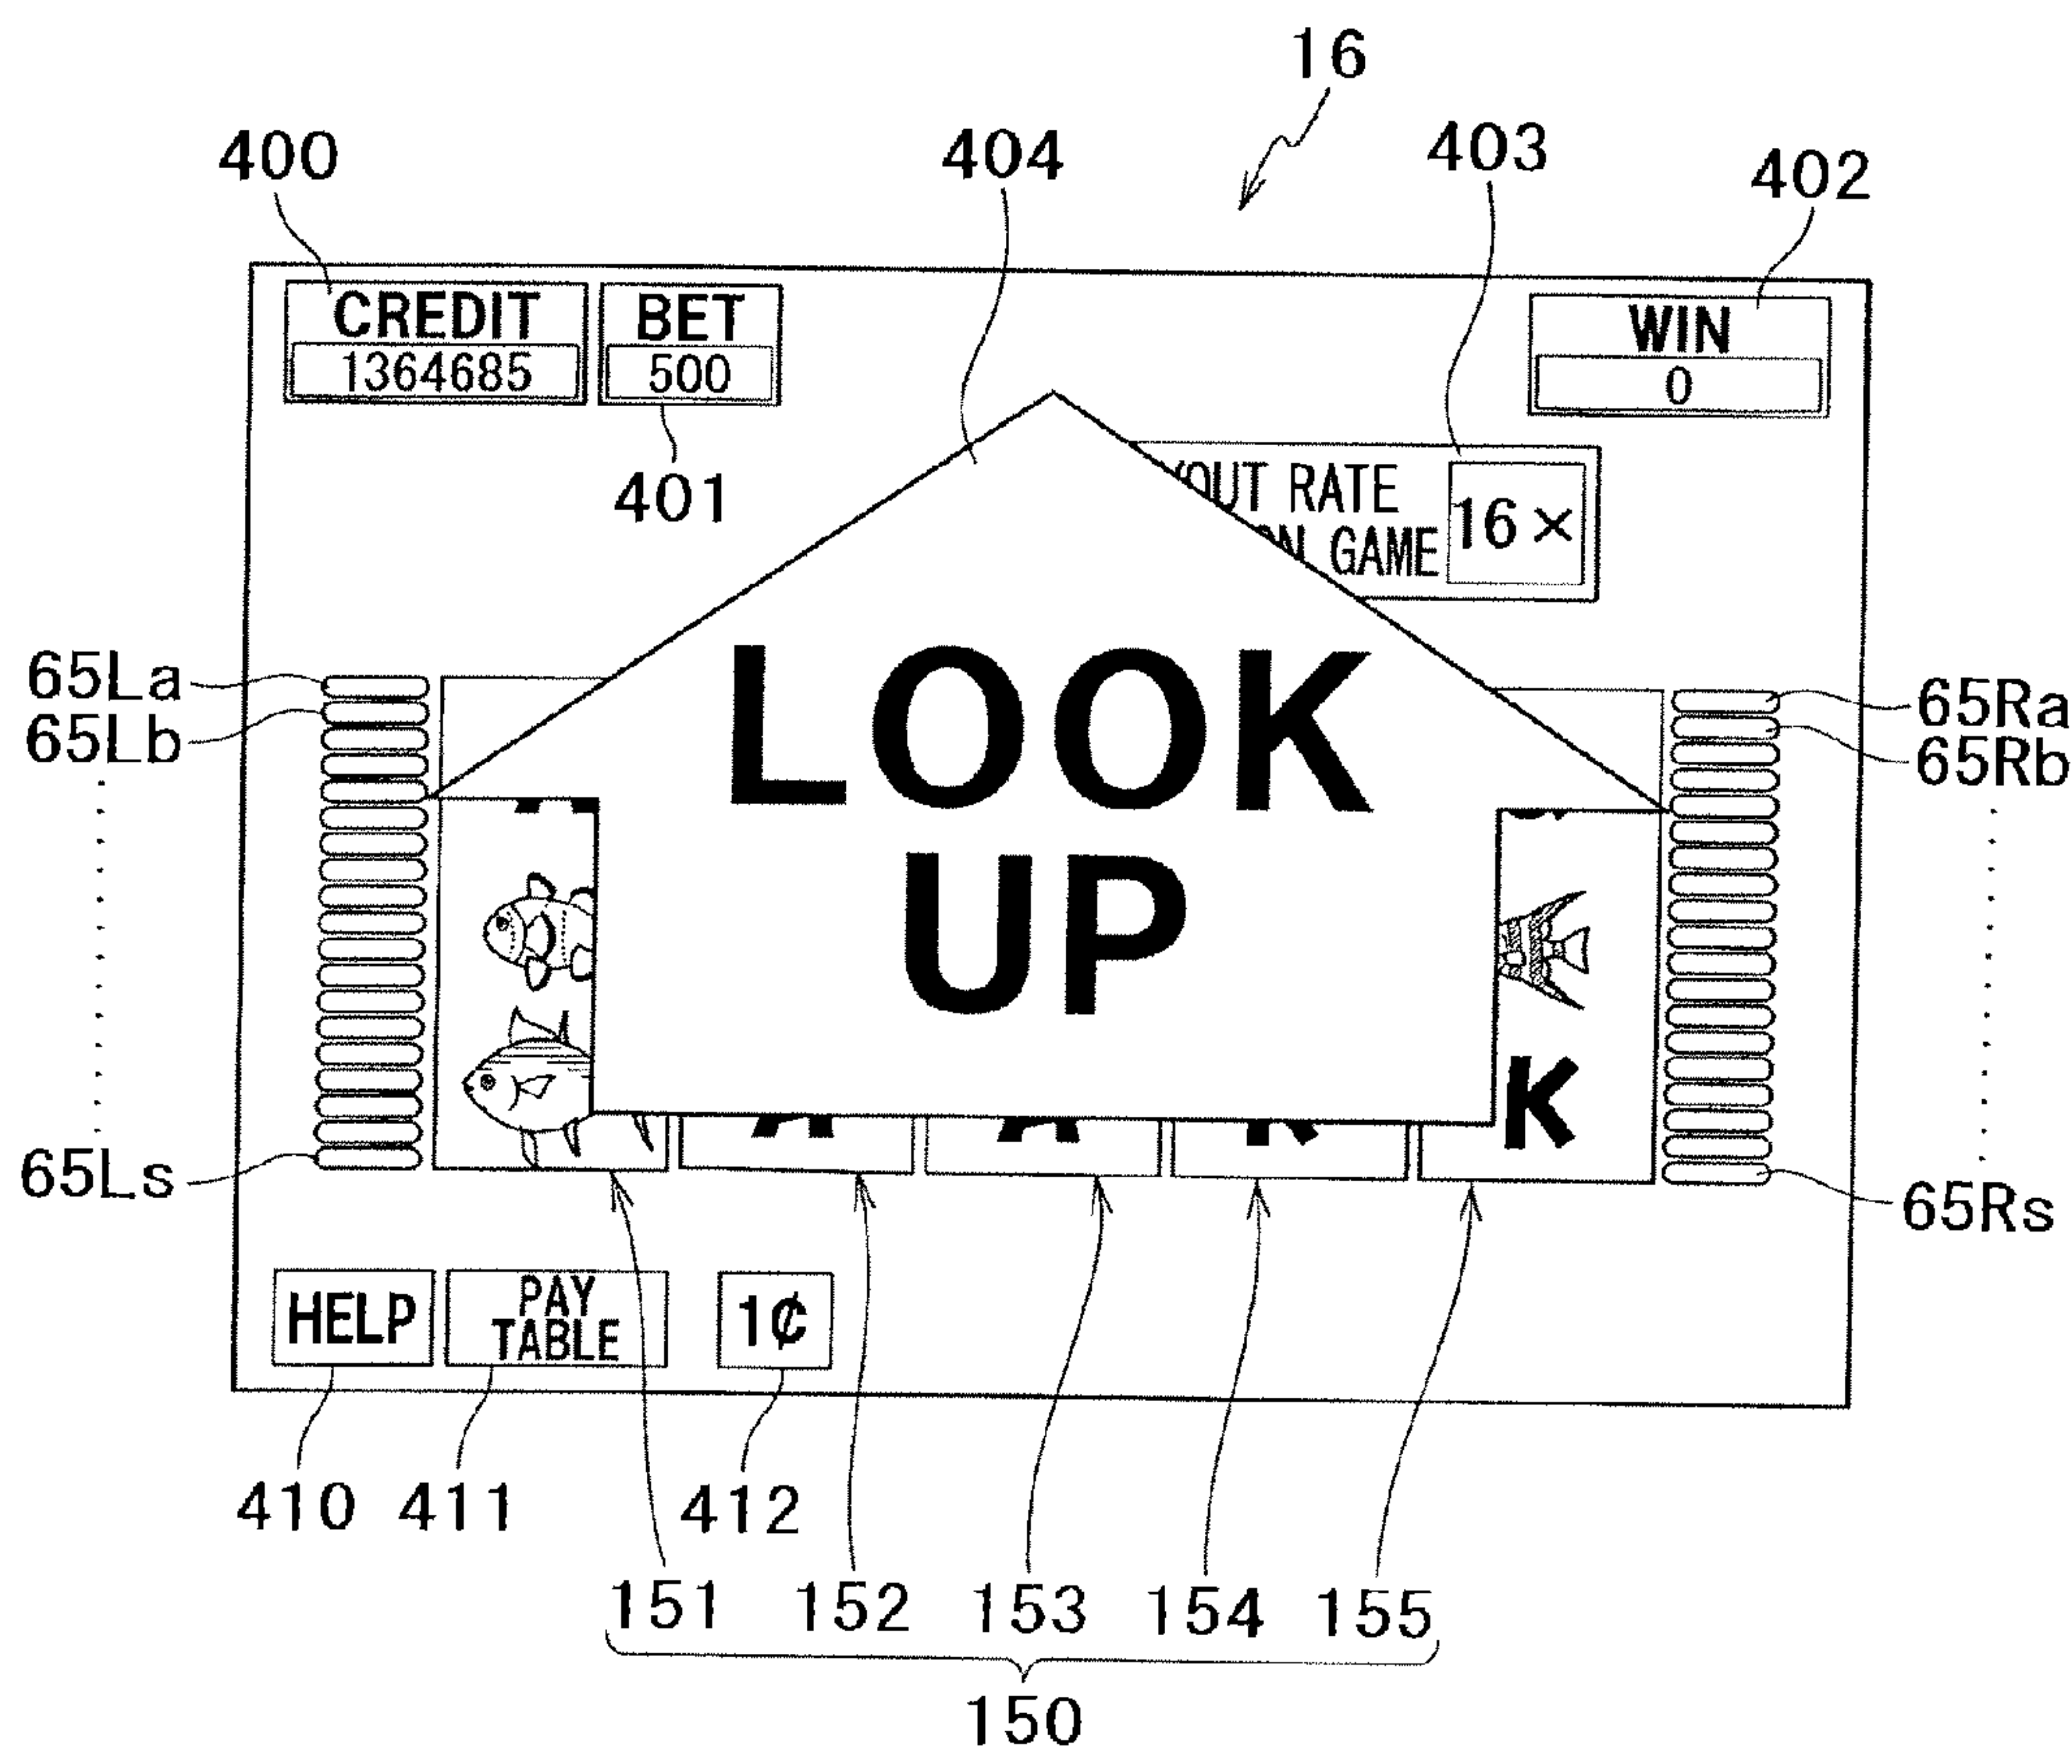 16
400
404
403
402
CREDIT
BET
WIN
1364685
500
0
401
OUT RATE
GAME
16×
65La
65Lb
65Ra
65Rb
LOOK
UP
K
65Ls
65Rs
HELP
PAY
TABLE
1¢
410
411
412
151
152
153
154
155
150